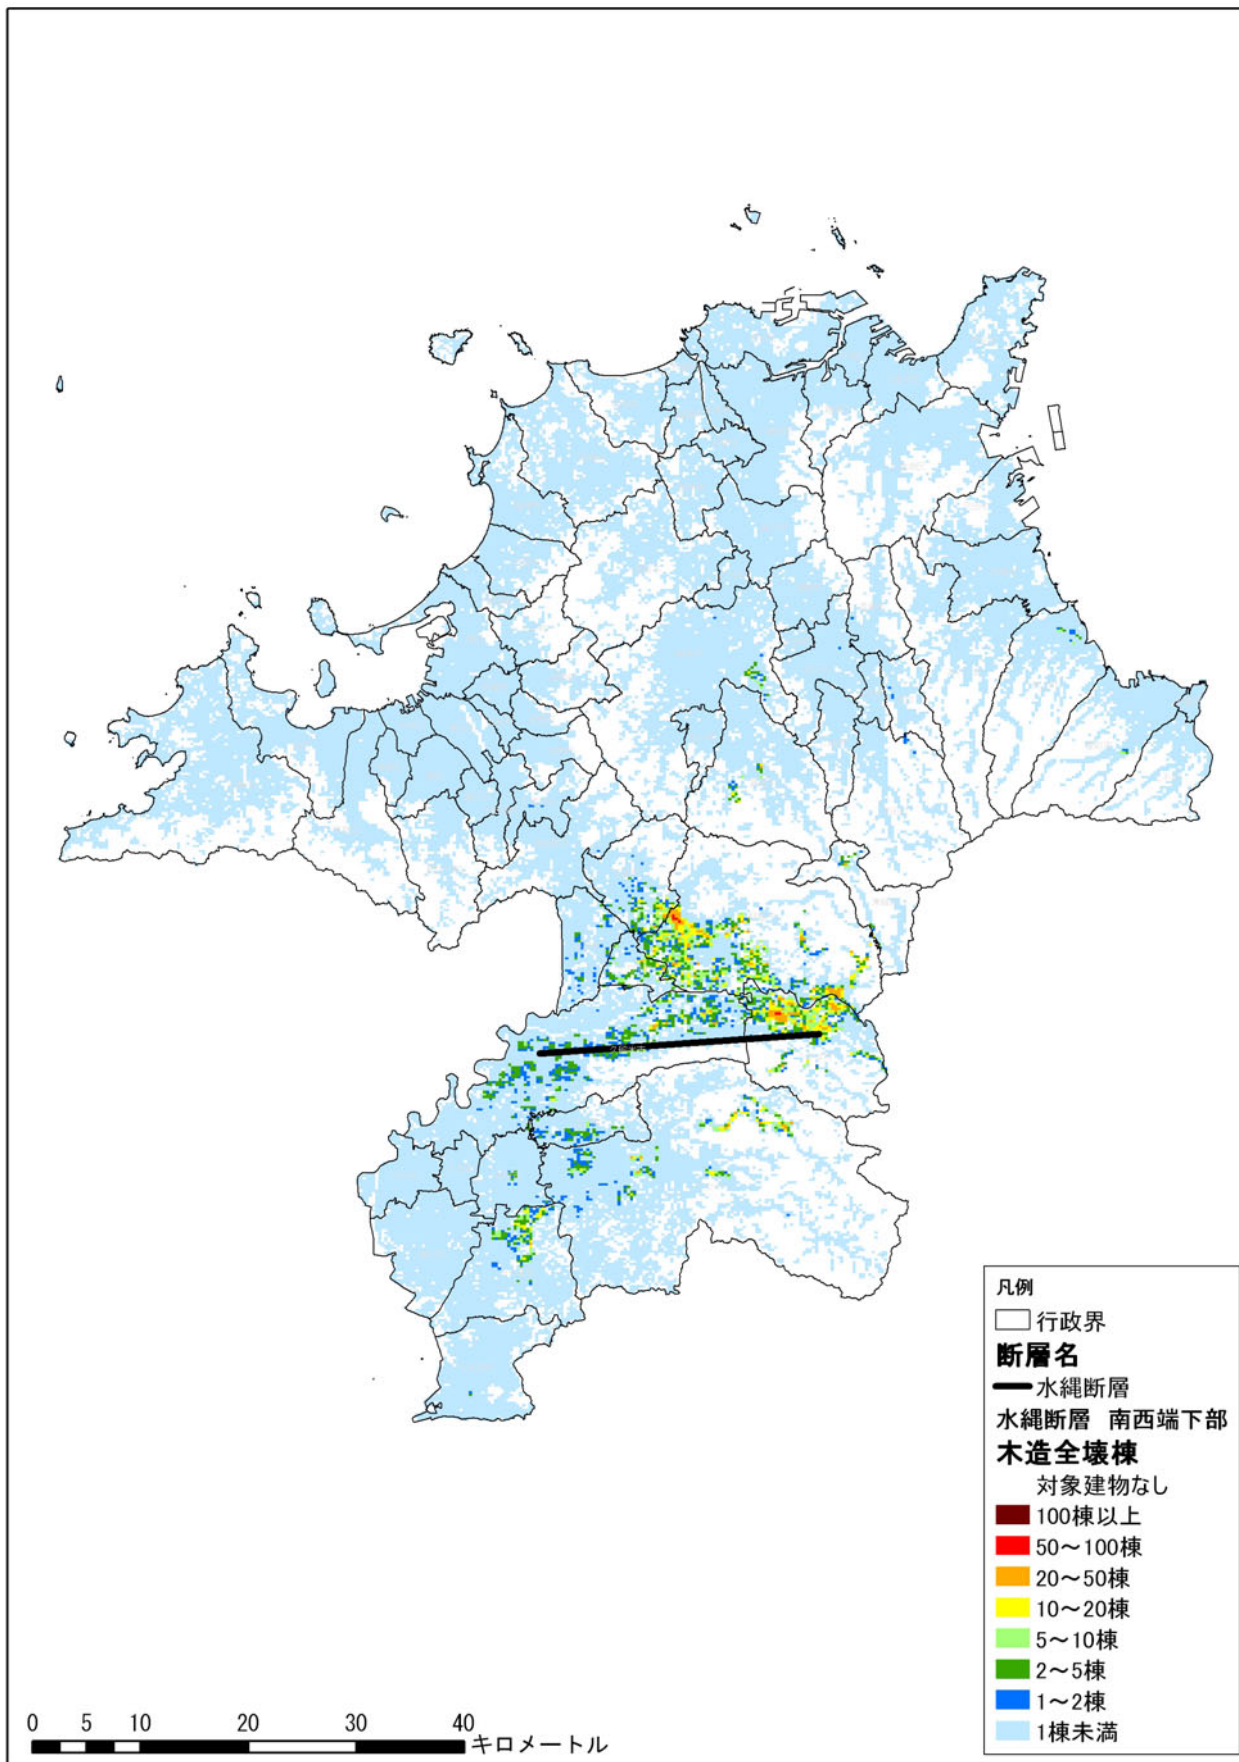 凡例
行政界
断層名
水縄断層
水縄断層 南西端下部
木造全壊棟
対象建物なし
100棟以上
50~100棟
20~50棟
10~20棟
5~10棟
2~5棟
1~2棟
1棟未満
0 5 10 20 30 40
キロメートル